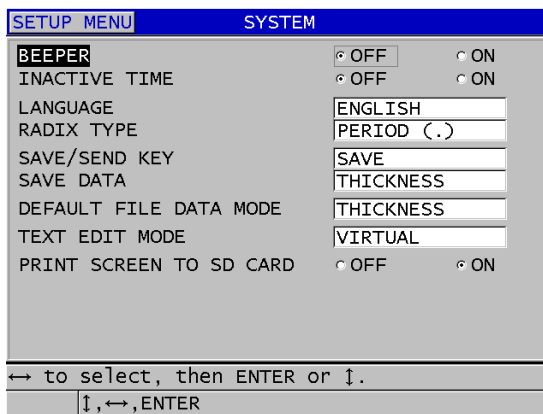 SETUP MENU SYSTEM
BEEPER OFF ON
INACTIVE TIME OFF ON
LANGUAGE ENGLISH
RADIX TYPE PERIOD (.)
SAVE/SEND KEY SAVE
SAVE DATA THICKNESS
DEFAULT FILE DATA MODE THICKNESS
TEXT EDIT MODE VIRTUAL
PRINT SCREEN TO SD CARD OFF ON
↔ to select, then ENTER or ↕.
↕,↔,ENTER